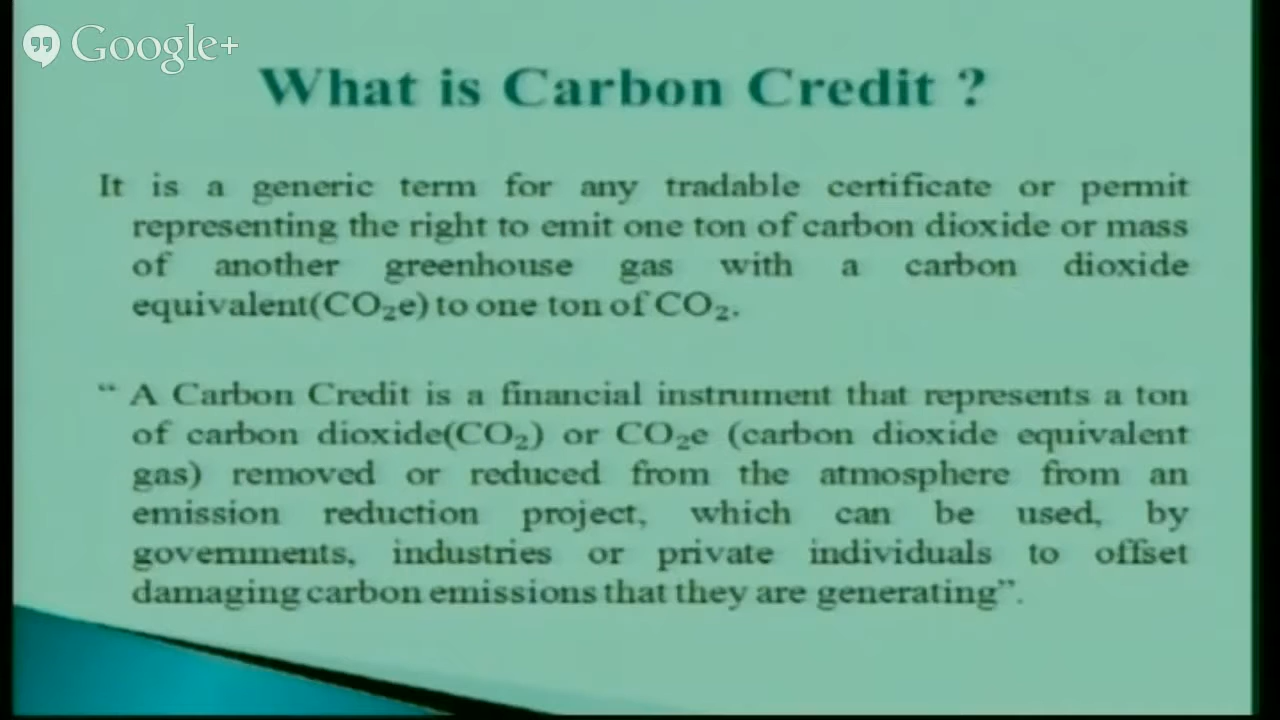 Google+
What is Carbon Credit ?
It is a generic term for any tradable certificate or permit
representing the right to emit one ton of carbon dioxide or mass
of another greenhouse gas with a carbon dioxide
equivalent(CO₂e) to one ton of CO₂.
“ A Carbon Credit is a financial instrument that represents a ton
of carbon dioxide(CO₂) or CO₂e (carbon dioxide equivalent
gas) removed or reduced from the atmosphere from an
emission reduction project, which can be used, by
governments, industries or private individuals to offset
damaging carbon emissions that they are generating”.